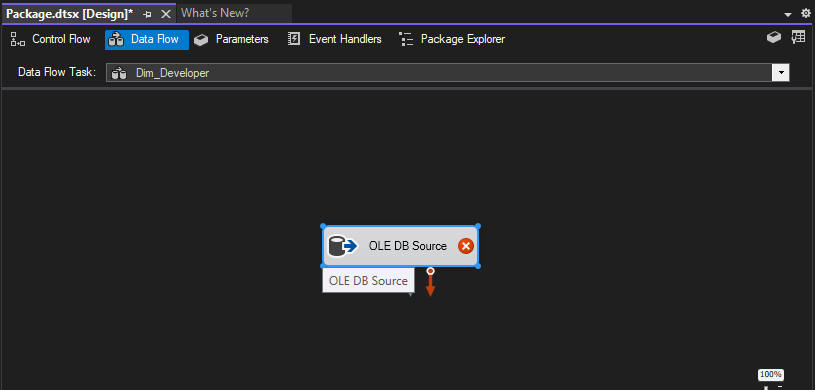 Package.dtsx [Design]* What's New?
Control Flow Data Flow Parameters Event Handlers Package Explorer
Data Flow Task: Dim_Developer
OLE DB Source
OLE DB Source
100%